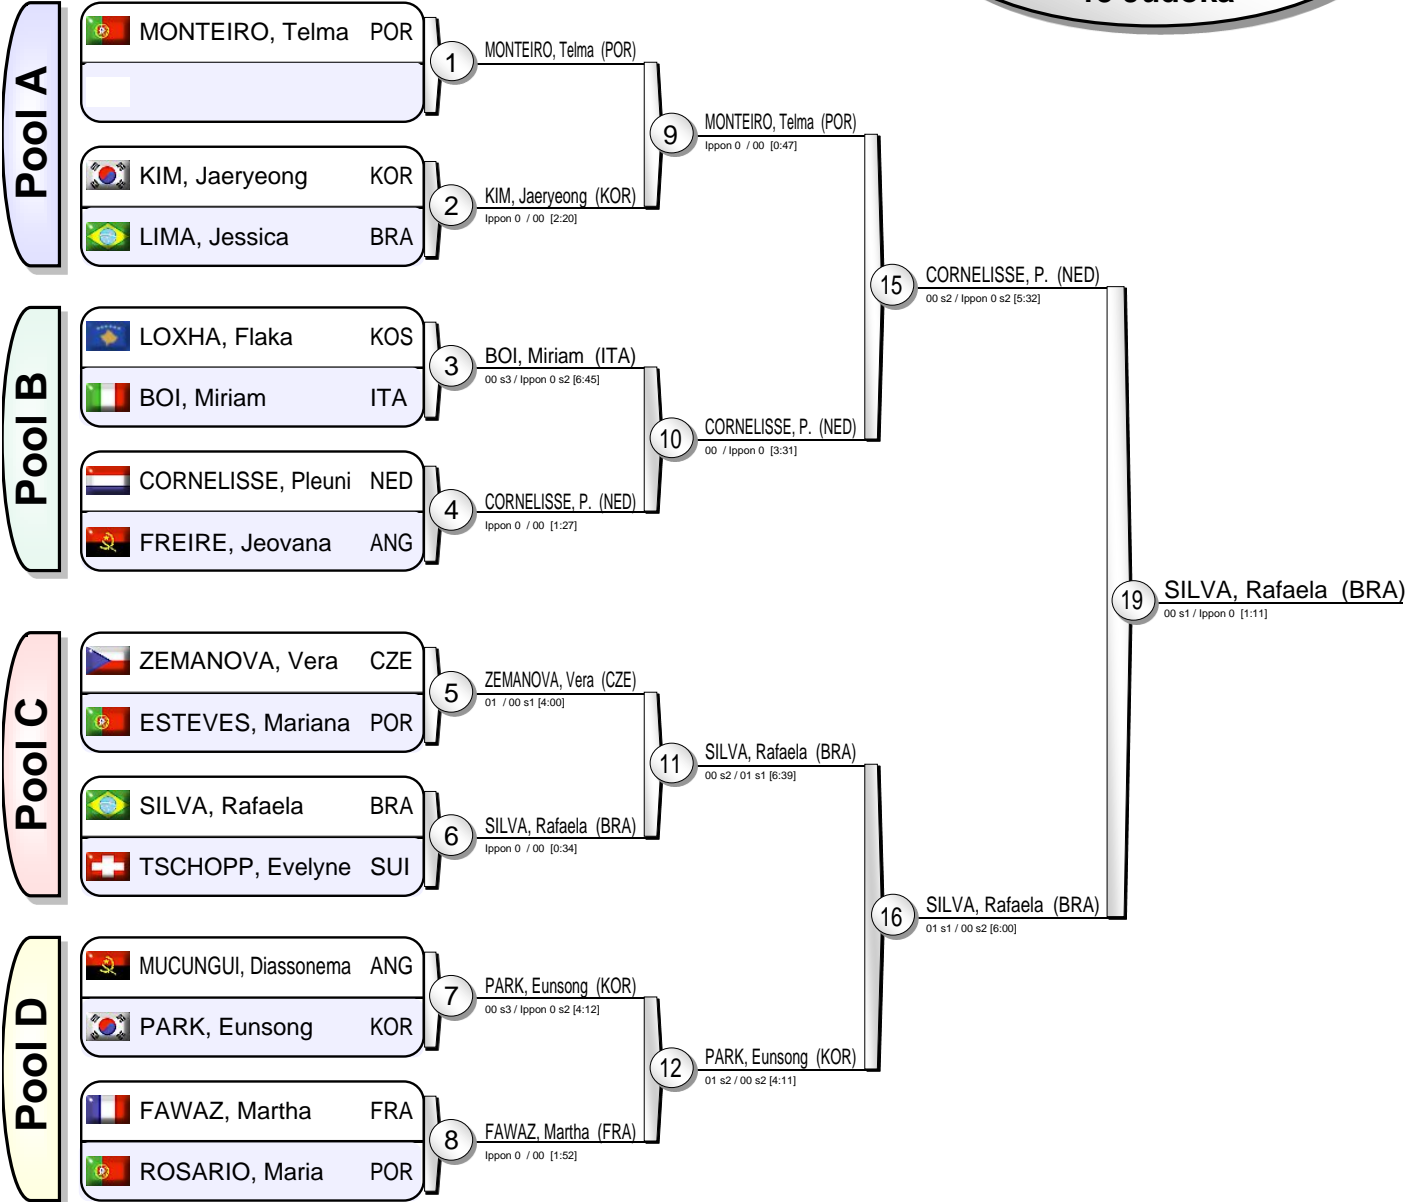 Pool A
MONTEIRO, Telma POR
KIM, Jaeryeong KOR
LIMA, Jessica BRA
Pool B
LOXHA, Flaka KOS
BOI, Miriam ITA
CORNELISSE, Pleuni NED
FREIRE, Jeovana ANG
Pool C
ZEMANOVA, Vera CZE
ESTEVES, Mariana POR
SILVA, Rafaela BRA
TSCHOPP, Evelyne SUI
Pool D
MUCUNGUI, Diassonema ANG
PARK, Eunsong KOR
FAWAZ, Martha FRA
ROSARIO, Maria POR
1
MONTEIRO, Telma (POR)
2
KIM, Jaeryeong (KOR)
Ippon 0 / 00 [2:20]
3
BOI, Miriam (ITA)
00 s3 / Ippon 0 s2 [6:45]
4
CORNELISSE, P. (NED)
Ippon 0 / 00 [1:27]
5
ZEMANOVA, Vera (CZE)
01 / 00 s1 [4:00]
6
SILVA, Rafaela (BRA)
Ippon 0 / 00 [0:34]
7
PARK, Eunsong (KOR)
00 s3 / Ippon 0 s2 [4:12]
8
FAWAZ, Martha (FRA)
Ippon 0 / 00 [1:52]
9
MONTEIRO, Telma (POR)
Ippon 0 / 00 [0:47]
10
CORNELISSE, P. (NED)
00 / Ippon 0 [3:31]
11
SILVA, Rafaela (BRA)
00 s2 / 01 s1 [6:39]
12
PARK, Eunsong (KOR)
01 s2 / 00 s2 [4:11]
15
CORNELISSE, P. (NED)
00 s2 / Ippon 0 s2 [5:32]
16
SILVA, Rafaela (BRA)
01 s1 / 00 s2 [6:00]
19
SILVA, Rafaela (BRA)
00 s1 / Ippon 0 [1:11]